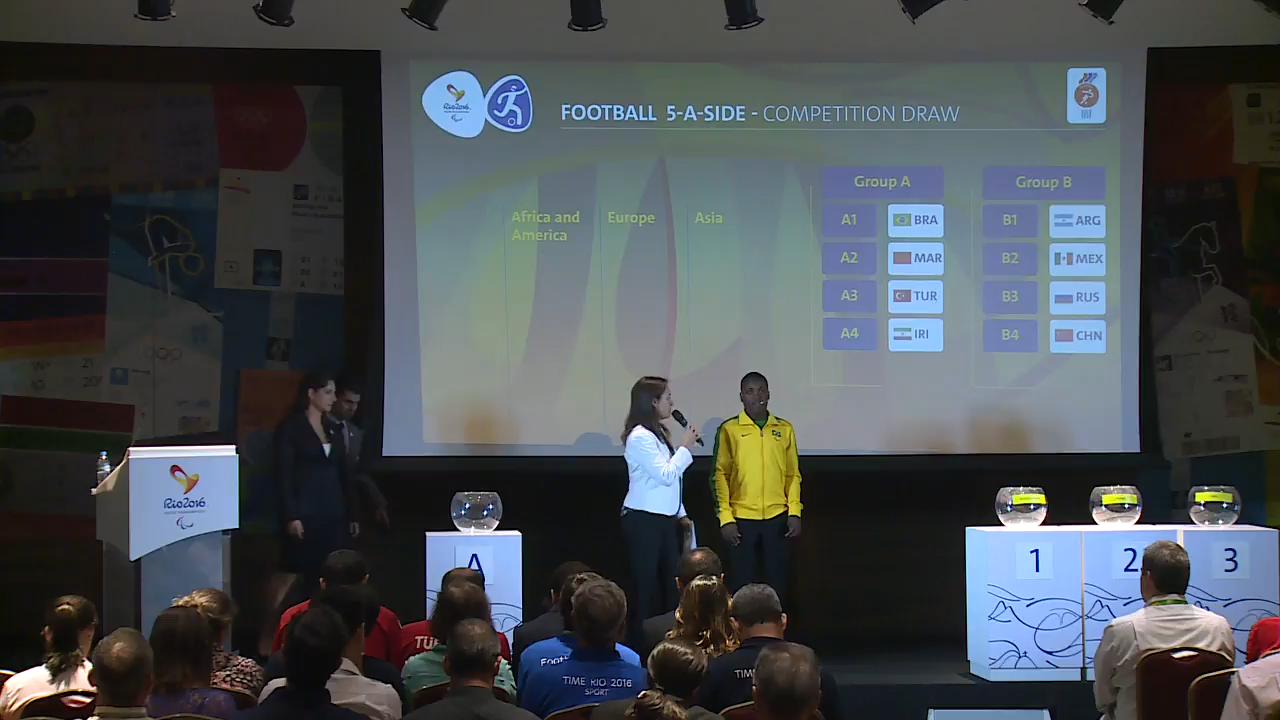 Rio2016
FOOTBALL 5-A-SIDE - COMPETITION DRAW
Africa and
America
Europe
Asia
Group A
A1 BRA
A2 MAR
A3 TUR
A4 IRI
Group B
B1 ARG
B2 MEX
B3 RUS
B4 CHN
Rio2016
A
1
2
3
TIME RIO 2016
SPORT